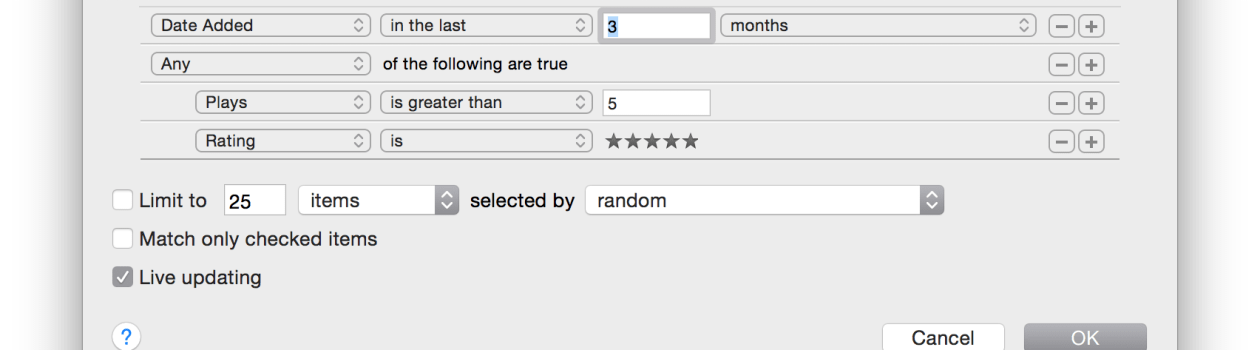 Date Added in the last 3 months
Any of the following are true
Plays is greater than 5
Rating is ★★★★★
Limit to 25 items selected by random
Match only checked items
Live updating
? Cancel OK